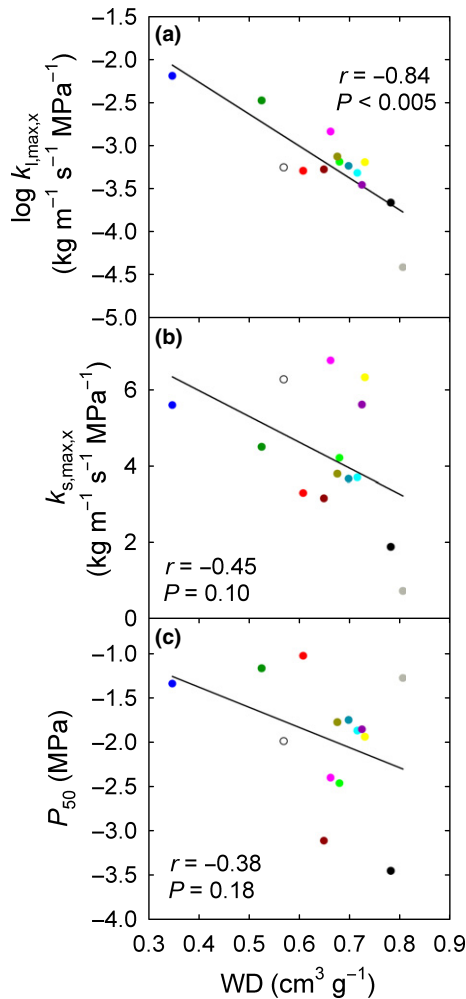 (a)
r = −0.84
P < 0.005
log kl,max,x
(kg m−1 s−1 MPa−1)
−1.5
−2.0
−2.5
−3.0
−3.5
−4.0
−4.5
−5.0
(b)
ks,max,x
(kg m−1 s−1 MPa−1)
6
4
2
0
r = −0.45
P = 0.10
(c)
P50 (MPa)
−1.0
−1.5
−2.0
−2.5
−3.0
−3.5
−4.0
r = −0.38
P = 0.18
0.3 0.4 0.5 0.6 0.7 0.8 0.9
WD (cm3 g−1)